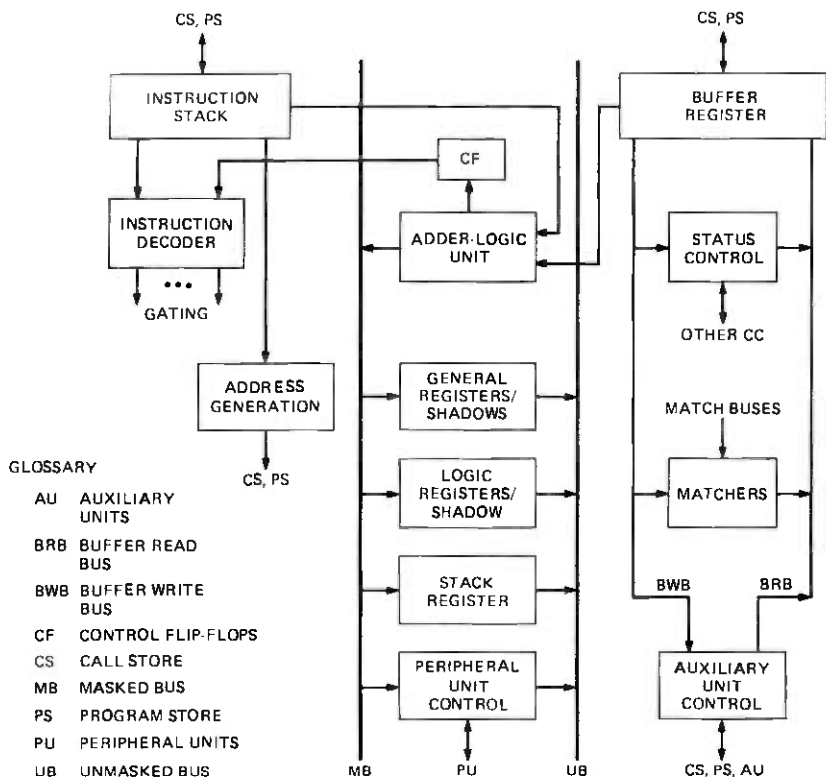 CS, PS
CS, PS
INSTRUCTION
STACK
BUFFER
REGISTER
CF
INSTRUCTION
DECODER
ADDER-LOGIC
UNIT
STATUS
CONTROL
•••
GATING
OTHER CC
ADDRESS
GENERATION
GENERAL
REGISTERS/
SHADOWS
MATCH BUSES
CS, PS
LOGIC
REGISTERS/
SHADOW
MATCHERS
STACK
REGISTER
BWB
BRB
PERIPHERAL
UNIT
CONTROL
AUXILIARY
UNIT
CONTROL
MB
PU
UB
CS, PS, AU
GLOSSARY
AU AUXILIARY
UNITS
BRB BUFFER READ
BUS
BWB BUFFER WRITE
BUS
CF CONTROL FLIP-FLOPS
CS CALL STORE
MB MASKED BUS
PS PROGRAM STORE
PU PERIPHERAL UNITS
UB UNMASKED BUS